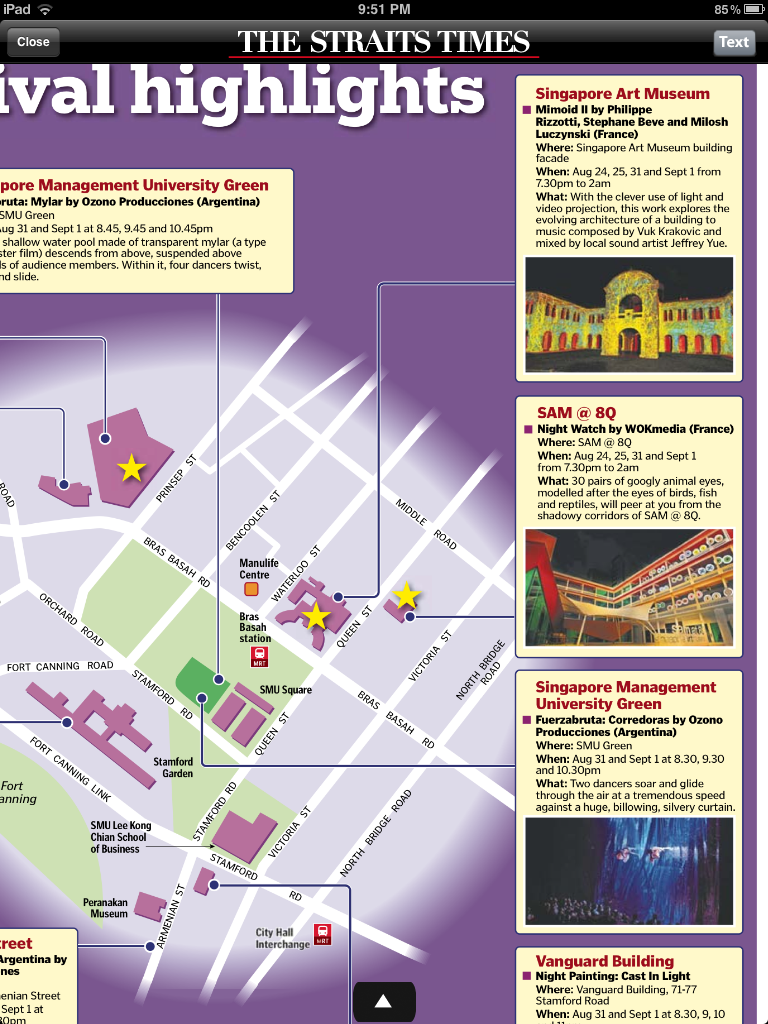 iPad
9:51 PM
85%
Close
THE STRAITS TIMES
Text
ival highlights
pore Management University Green
oruta: Mylar by Ozono Producciones (Argentina)
SMU Green
Aug 31 and Sept 1 at 8.45, 9.45 and 10.45pm
shallow water pool made of transparent mylar (a type
ster film) descends from above, suspended above
ds of audience members. Within it, four dancers twist,
nd slide.
Singapore Art Museum
Mimoid II by Philippe
Rizzotti, Stephane Beve and Milosh
Luczynski (France)
Where: Singapore Art Museum building
facade
When: Aug 24, 25, 31 and Sept 1 from
7.30pm to 2am
What: With the clever use of light and
video projection, this work explores the
evolving architecture of a building to
music composed by Vuk Krakovic and
mixed by local sound artist Jeffrey Yue.
SAM @ 8Q
Night Watch by WOKmedia (France)
Where: SAM @ 8Q
When: Aug 24, 25, 31 and Sept 1
from 7.30pm to 2am
What: 30 pairs of googly animal eyes,
modelled after the eyes of birds, fish
and reptiles, will peer at you from the
shadowy corridors of SAM @ 8Q.
Singapore Management
University Green
Fuerzabruta: Corredoras by Ozono
Producciones (Argentina)
Where: SMU Green
When: Aug 31 and Sept 1 at 8.30, 9.30
and 10.30pm
What: Two dancers soar and glide
through the air at a tremendous speed
against a huge, billowing, silvery curtain.
Vanguard Building
Night Painting: Cast In Light
Where: Vanguard Building, 71-77
Stamford Road
When: Aug 31 and Sept 1 at 8.30, 9, 10
ROAD
PRINSEP ST
BENCOOLEN ST
MIDDLE ROAD
BRAS BASAH RD
WATERLOO ST
Manulife
Centre
ORCHARD ROAD
Bras
Basah
station
MRT
QUEEN ST
VICTORIA ST
NORTH BRIDGE
ROAD
FORT CANNING ROAD
STAMFORD RD
SMU Square
QUEEN ST
BRAS BASAH RD
FORT CANNING LINK
Stamford
Garden
Fort
anning
STAMFORD RD
VICTORIA ST
NORTH BRIDGE ROAD
SMU Lee Kong
Chian School
of Business
STAMFORD RD
Peranakan
Museum
ARMENIAN ST
City Hall
Interchange
MRT
treet
Argentina by
nes
enian Street
Sept 1 at
0pm